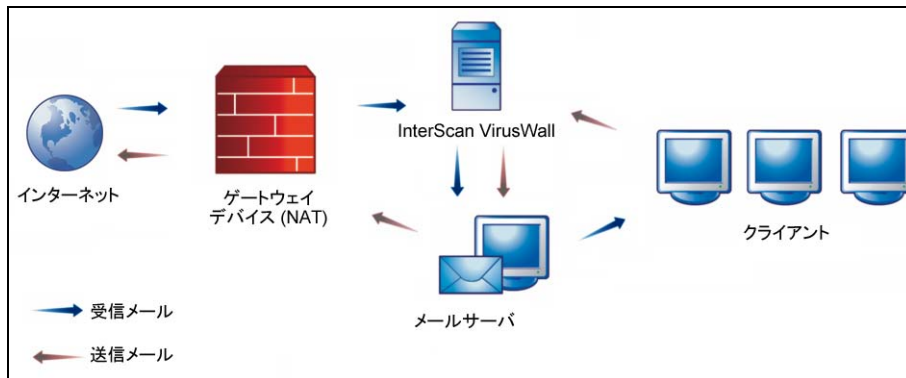 InterScan VirusWall
インターネット
ゲートウェイ
デバイス (NAT)
クライアント
メールサーバ
受信メール
送信メール